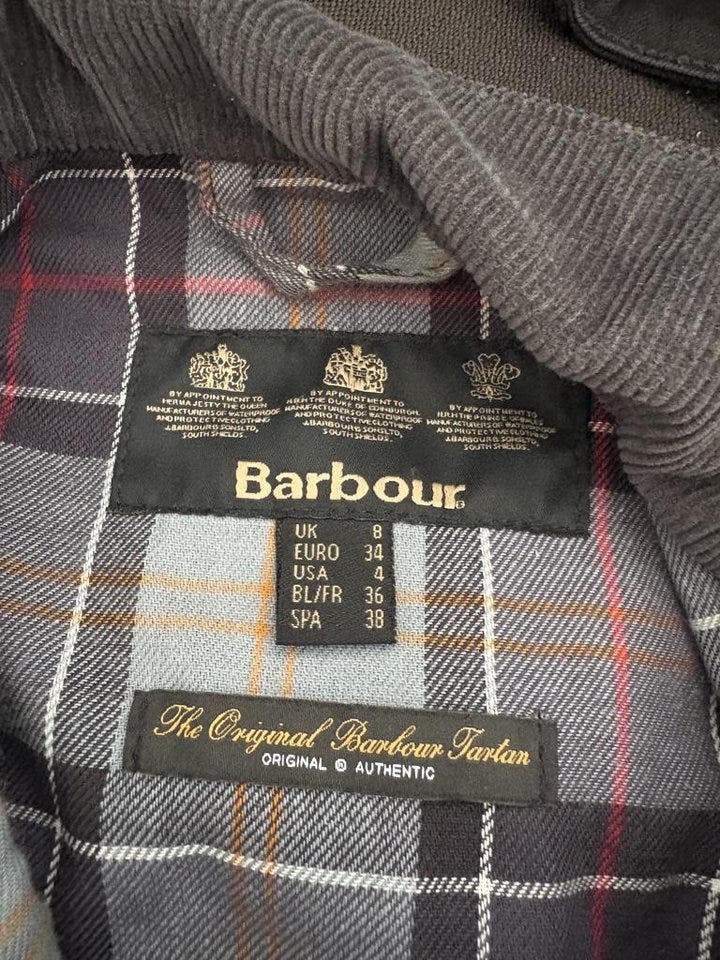 BY APPOINTMENT TO
HER MAJESTY THE QUEEN
MANUFACTURERS OF WATERPROOF
AND PROTECTIVE CLOTHING
J.BARBOUR & SONS LTD,
SOUTH SHIELDS.
BY APPOINTMENT TO
H.R.H THE DUKE OF EDINBURGH,
MANUFACTURERS OF WATERPROOF
AND PROTECTIVE CLOTHING
J.BARBOUR & SONS LTD,
SOUTH SHIELDS.
BY APPOINTMENT TO
H.R.H THE PRINCE OF WALES
MANUFACTURERS OF WATERPROOF
AND PROTECTIVE CLOTHING
J.BARBOUR & SONS LTD,
SOUTH SHIELDS.
Barbour
UK 8
EURO 34
USA 4
BL/FR 36
SPA 38
The Original Barbour Tartan
ORIGINAL ® AUTHENTIC